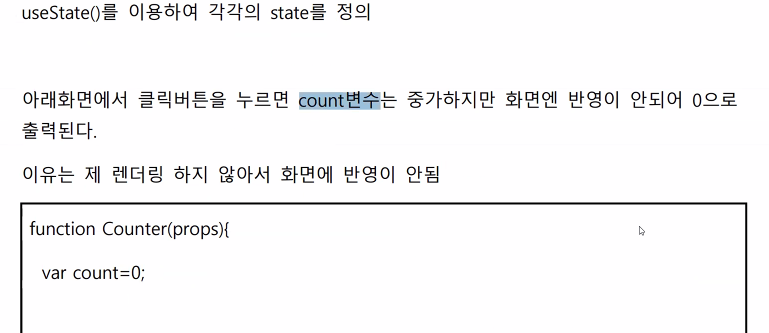 useState()를 이용하여 각각의 state를 정의
아래화면에서 클릭버튼을 누르면 count변수는 중가하지만 화면엔 반영이 안되어 0으로
출력된다.
이유는 제 렌더링 하지 않아서 화면에 반영이 안됨
function Counter(props){
var count=0;